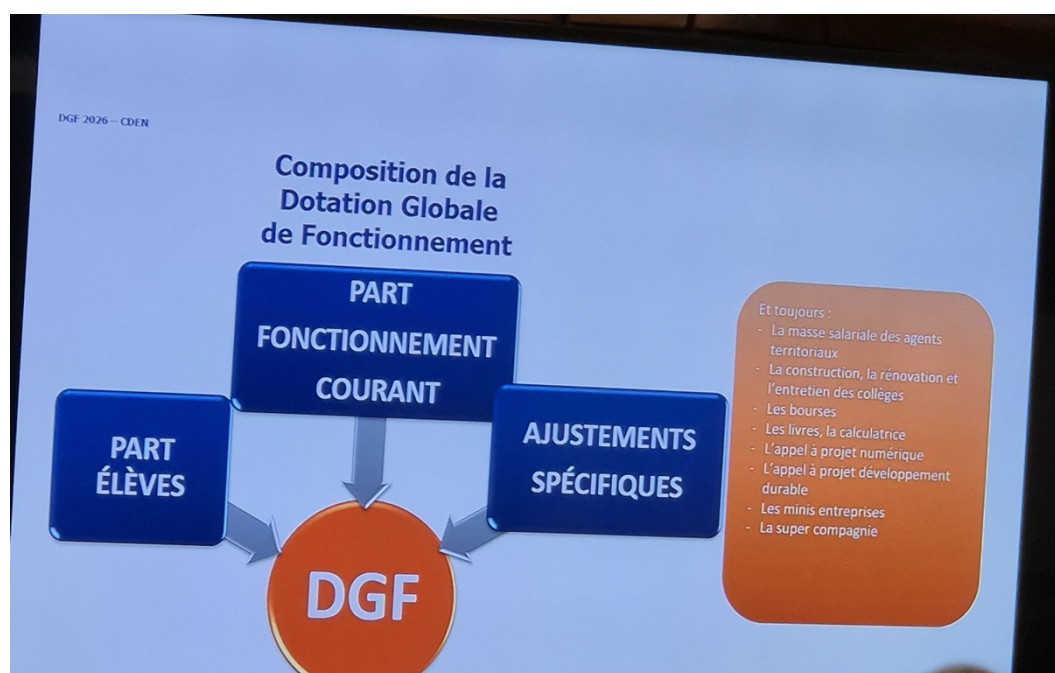 DGF 2026 – CDEN
Composition de la
Dotation Globale
de Fonctionnement
PART
FONCTIONNEMENT
COURANT
PART
ÉLÈVES
AJUSTEMENTS
SPÉCIFIQUES
DGF
Et toujours :
- La masse salariale des agents
territoriaux
- La construction, la rénovation et
l'entretien des collèges
- Les bourses
- Les livres, la calculatrice
- L'appel à projet numérique
- L'appel à projet développement
durable
- Les minis entreprises
- La super compagnie